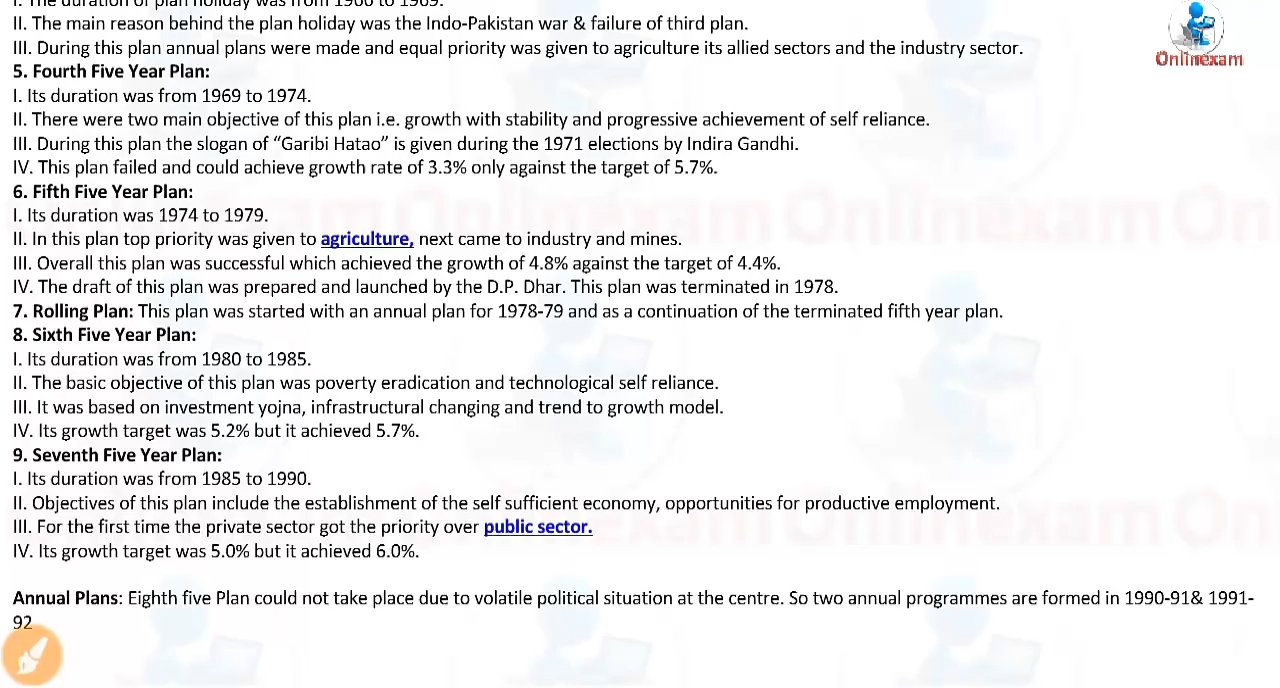 I. The duration of plan holiday was from 1966 to 1969.
II. The main reason behind the plan holiday was the Indo-Pakistan war & failure of third plan.
III. During this plan annual plans were made and equal priority was given to agriculture its allied sectors and the industry sector.
Onlinexam
5. Fourth Five Year Plan:
I. Its duration was from 1969 to 1974.
II. There were two main objective of this plan i.e. growth with stability and progressive achievement of self reliance.
III. During this plan the slogan of “Garibi Hatao” is given during the 1971 elections by Indira Gandhi.
IV. This plan failed and could achieve growth rate of 3.3% only against the target of 5.7%.
6. Fifth Five Year Plan:
I. Its duration was 1974 to 1979.
II. In this plan top priority was given to agriculture, next came to industry and mines.
III. Overall this plan was successful which achieved the growth of 4.8% against the target of 4.4%.
IV. The draft of this plan was prepared and launched by the D.P. Dhar. This plan was terminated in 1978.
7. Rolling Plan: This plan was started with an annual plan for 1978-79 and as a continuation of the terminated fifth year plan.
8. Sixth Five Year Plan:
I. Its duration was from 1980 to 1985.
II. The basic objective of this plan was poverty eradication and technological self reliance.
III. It was based on investment yojna, infrastructural changing and trend to growth model.
IV. Its growth target was 5.2% but it achieved 5.7%.
9. Seventh Five Year Plan:
I. Its duration was from 1985 to 1990.
II. Objectives of this plan include the establishment of the self sufficient economy, opportunities for productive employment.
III. For the first time the private sector got the priority over public sector.
IV. Its growth target was 5.0% but it achieved 6.0%.
Annual Plans: Eighth five Plan could not take place due to volatile political situation at the centre. So two annual programmes are formed in 1990-91& 1991-
92